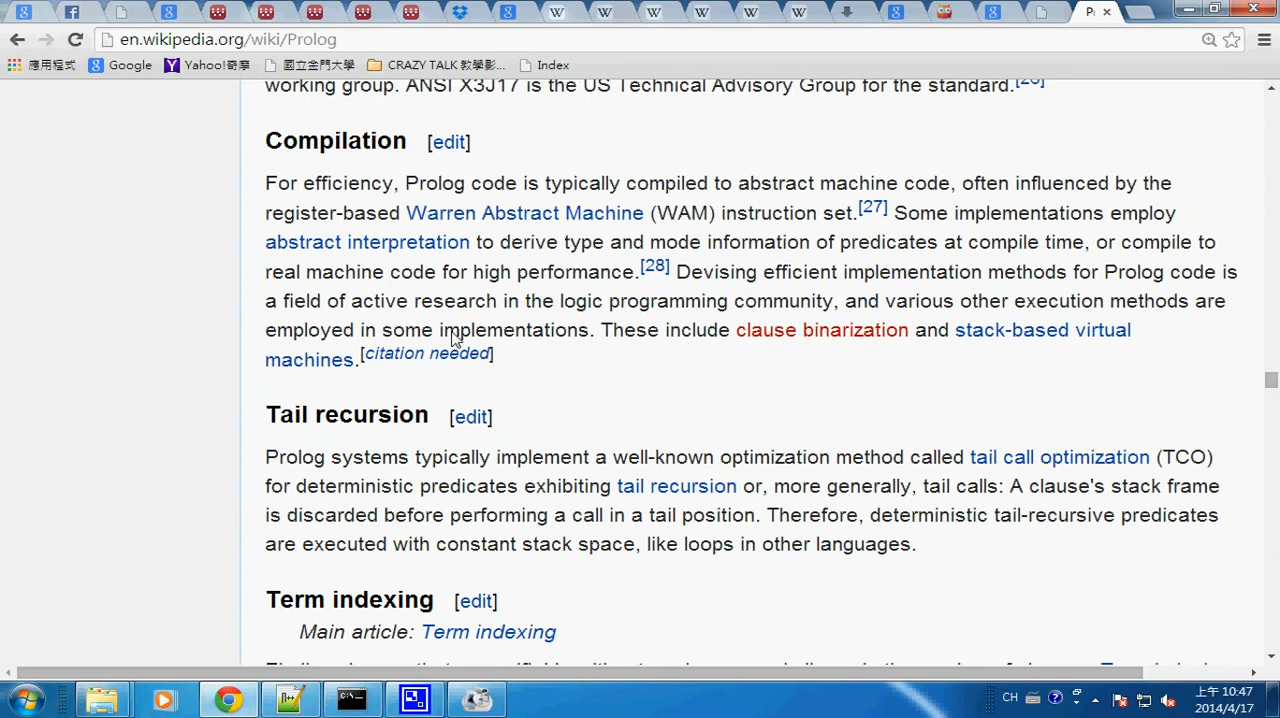 P
en.wikipedia.org/wiki/Prolog
應用程式 Google Yahoo!奇摩 國立金門大學 CRAZY TALK 教學影... Index
working group. ANSI X3J17 is the US Technical Advisory Group for the standard.
Compilation [edit]
For efficiency, Prolog code is typically compiled to abstract machine code, often influenced by the
register-based Warren Abstract Machine (WAM) instruction set.[27] Some implementations employ
abstract interpretation to derive type and mode information of predicates at compile time, or compile to
real machine code for high performance.[28] Devising efficient implementation methods for Prolog code is
a field of active research in the logic programming community, and various other execution methods are
employed in some implementations. These include clause binarization and stack-based virtual
machines.[citation needed]
Tail recursion [edit]
Prolog systems typically implement a well-known optimization method called tail call optimization (TCO)
for deterministic predicates exhibiting tail recursion or, more generally, tail calls: A clause's stack frame
is discarded before performing a call in a tail position. Therefore, deterministic tail-recursive predicates
are executed with constant stack space, like loops in other languages.
Term indexing [edit]
Main article: Term indexing
CH
上午 10:47
2014/4/17